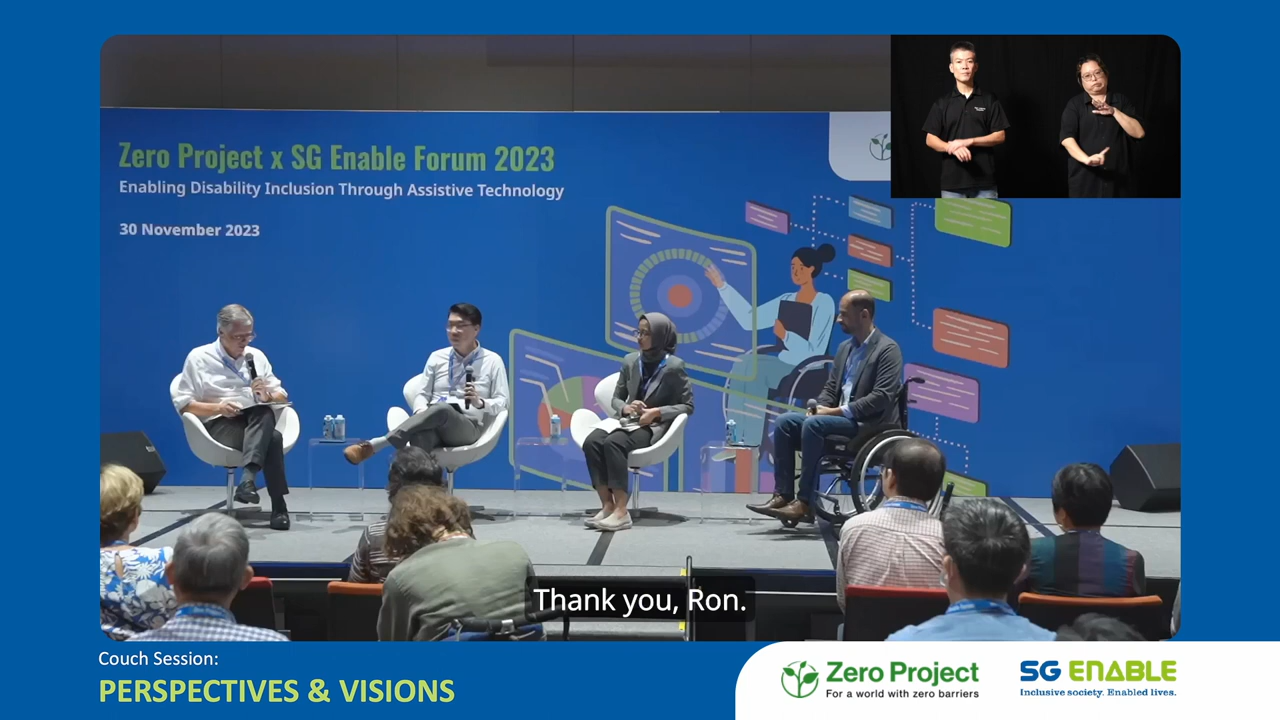 Zero Project x SG Enable Forum 2023
Enabling Disability Inclusion Through Assistive Technology
30 November 2023
Thank you, Ron.
Couch Session:
PERSPECTIVES & VISIONS
Zero Project
For a world with zero barriers
SG ENABLE
Inclusive society. Enabled lives.